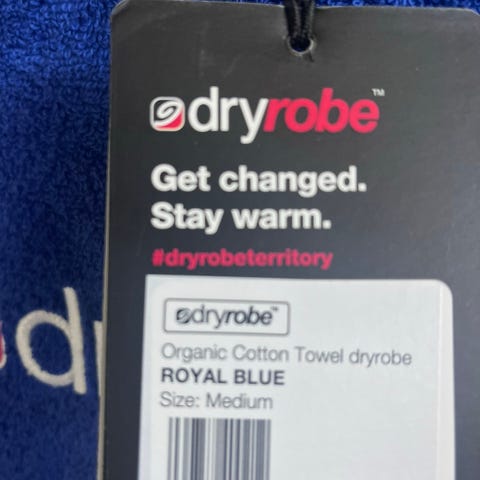 dryrobe™
Get changed.
Stay warm.
#dryrobeterritory
dryrobe™
Organic Cotton Towel dryrobe
ROYAL BLUE
Size: Medium
d